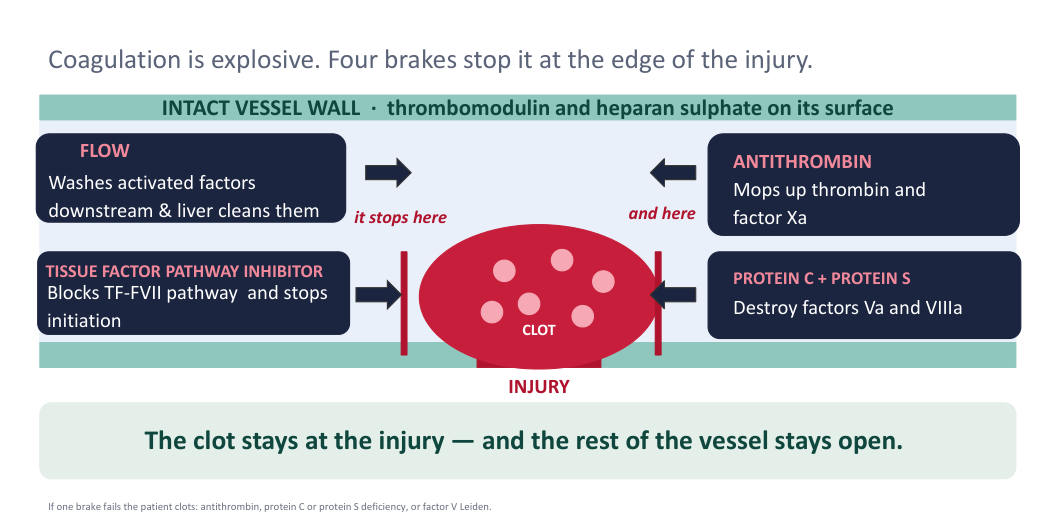 Coagulation is explosive. Four brakes stop it at the edge of the injury.
INTACT VESSEL WALL · thrombomodulin and heparan sulphate on its surface
FLOW
Washes activated factors
downstream & liver cleans them
ANTITHROMBIN
Mops up thrombin and
factor Xa
it stops here
and here
TISSUE FACTOR PATHWAY INHIBITOR
Blocks TF-FVII pathway and stops
initiation
PROTEIN C + PROTEIN S
Destroy factors Va and VIIIa
CLOT
INJURY
The clot stays at the injury — and the rest of the vessel stays open.
If one brake fails the patient clots: antithrombin, protein C or protein S deficiency, or factor V Leiden.